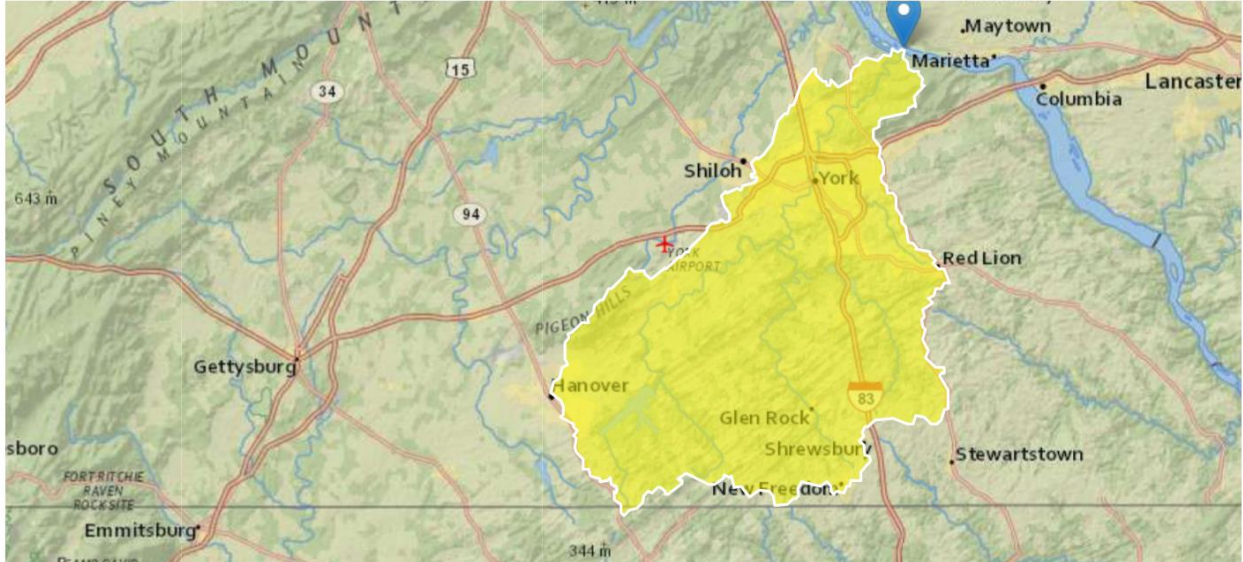 Maytown
SOUTH MOUNT
15
Marietta
34
MOUNTAIN
Lancaster
Columbia
PINEY
Shiloh
York
643 m
94
YORK
AIRPORT
Red Lion
PIGEON HILLS
Gettysburg
Hanover
83
Glen Rock
sboro
Shrewsbury
Stewartstown
FORT RITCHIE
RAVEN
ROCK SITE
New Freedom
Emmitsburg
344 m